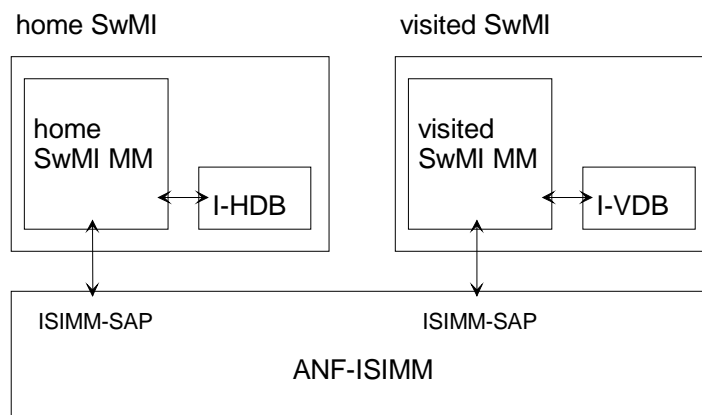 home SwMI
visited SwMI
home
SwMI MM
I-HDB
visited
SwMI MM
I-VDB
ISIMM-SAP
ISIMM-SAP
ANF-ISIMM